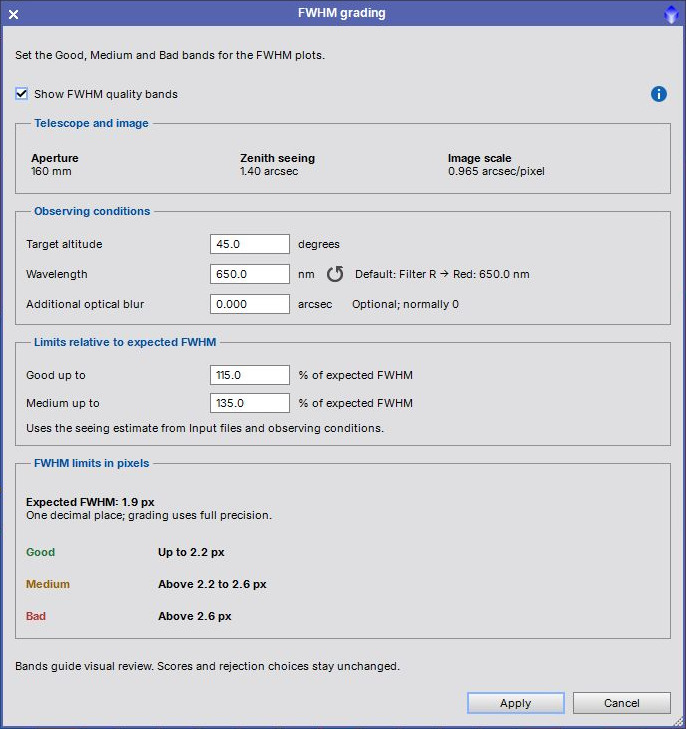 FWHM grading
Set the Good, Medium and Bad bands for the FWHM plots.
Show FWHM quality bands
Telescope and image
Aperture Zenith seeing Image scale
160 mm 1.40 arcsec 0.965 arcsec/pixel
Observing conditions
Target altitude 45.0 degrees
Wavelength 650.0 nm Default: Filter R → Red: 650.0 nm
Additional optical blur 0.000 arcsec Optional; normally 0
Limits relative to expected FWHM
Good up to 115.0 % of expected FWHM
Medium up to 135.0 % of expected FWHM
Uses the seeing estimate from Input files and observing conditions.
FWHM limits in pixels
Expected FWHM: 1.9 px
One decimal place; grading uses full precision.
Good Up to 2.2 px
Medium Above 2.2 to 2.6 px
Bad Above 2.6 px
Bands guide visual review. Scores and rejection choices stay unchanged.
Apply Cancel